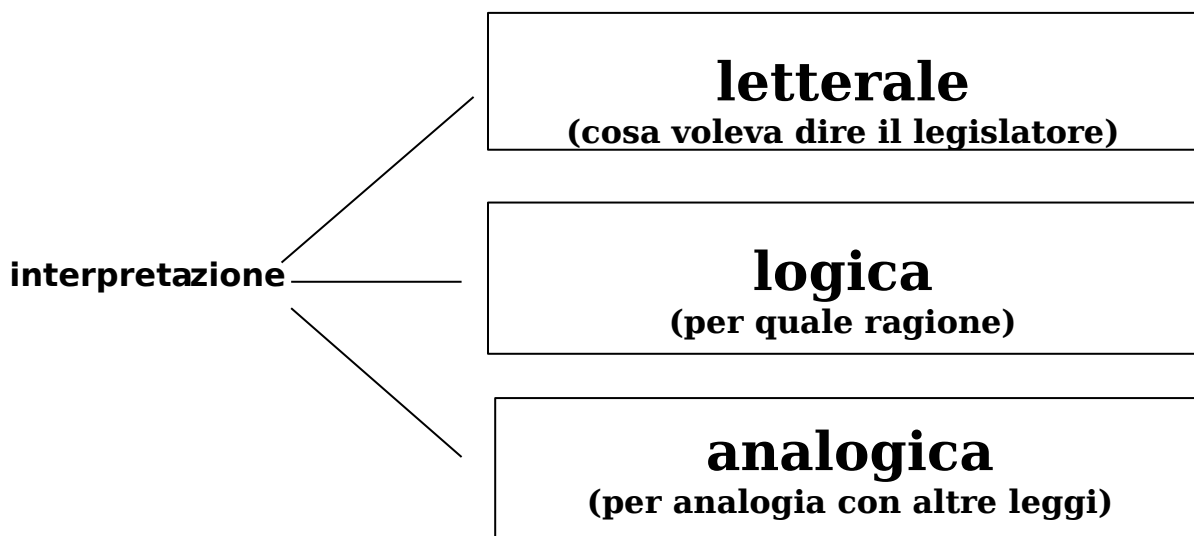 letterale
(cosa voleva dire il legislatore)
interpretazione
logica
(per quale ragione)
analogica
(per analogia con altre leggi)